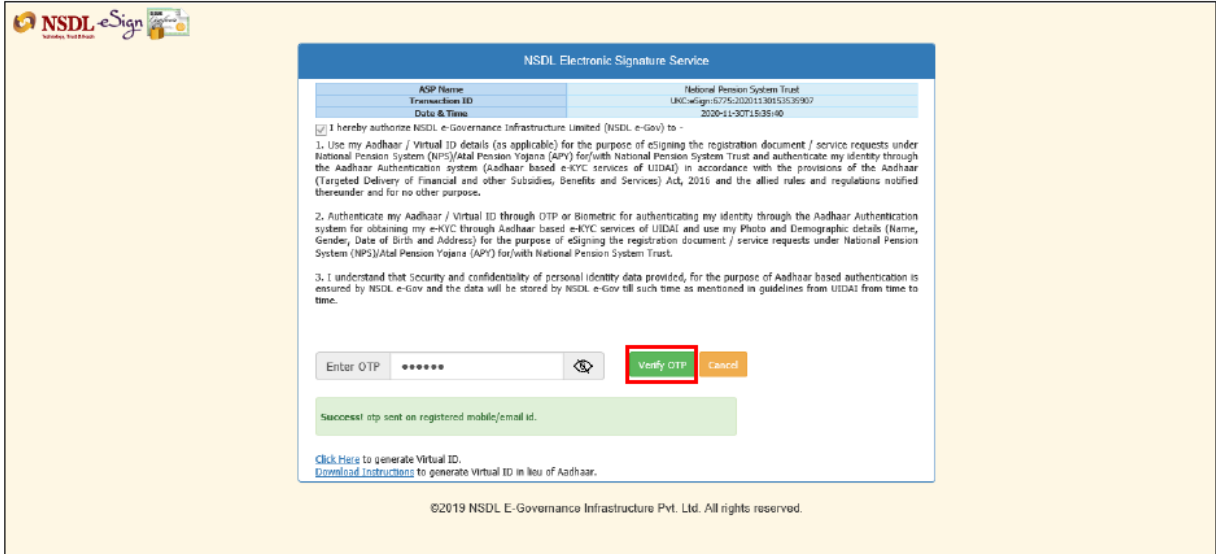 NSDL eSign
Technology, Trust & Reach
NSDL Electronic Signature Service
ASP Name National Pension System Trust
Transaction ID UKC:eSign:6775:20201130153535907
Date & Time 2020-11-30T15:35:40
I hereby authorize NSDL e-Governance Infrastructure Limited (NSDL e-Gov) to -
1. Use my Aadhaar / Virtual ID details (as applicable) for the purpose of eSigning the registration document / service requests under
National Pension System (NPS)/Atal Pension Yojana (APY) for/with National Pension System Trust and authenticate my identity through
the Aadhaar Authentication system (Aadhaar based e-KYC services of UIDAI) in accordance with the provisions of the Aadhaar
(Targeted Delivery of Financial and other Subsidies, Benefits and Services) Act, 2016 and the allied rules and regulations notified
thereunder and for no other purpose.
2. Authenticate my Aadhaar / Virtual ID through OTP or Biometric for authenticating my identity through the Aadhaar Authentication
system for obtaining my e-KYC through Aadhaar based e-KYC services of UIDAI and use my Photo and Demographic details (Name,
Gender, Date of Birth and Address) for the purpose of eSigning the registration document / service requests under National Pension
System (NPS)/Atal Pension Yojana (APY) for/with National Pension System Trust.
3. I understand that Security and confidentiality of personal identity data provided, for the purpose of Aadhaar based authentication is
ensured by NSDL e-Gov and the data will be stored by NSDL e-Gov till such time as mentioned in guidelines from UIDAI from time to
time.
Enter OTP •••••• Verify OTP Cancel
Success! otp sent on registered mobile/email id.
Click Here to generate Virtual ID.
Download Instructions to generate Virtual ID in lieu of Aadhaar.
©2019 NSDL E-Governance Infrastructure Pvt. Ltd. All rights reserved.